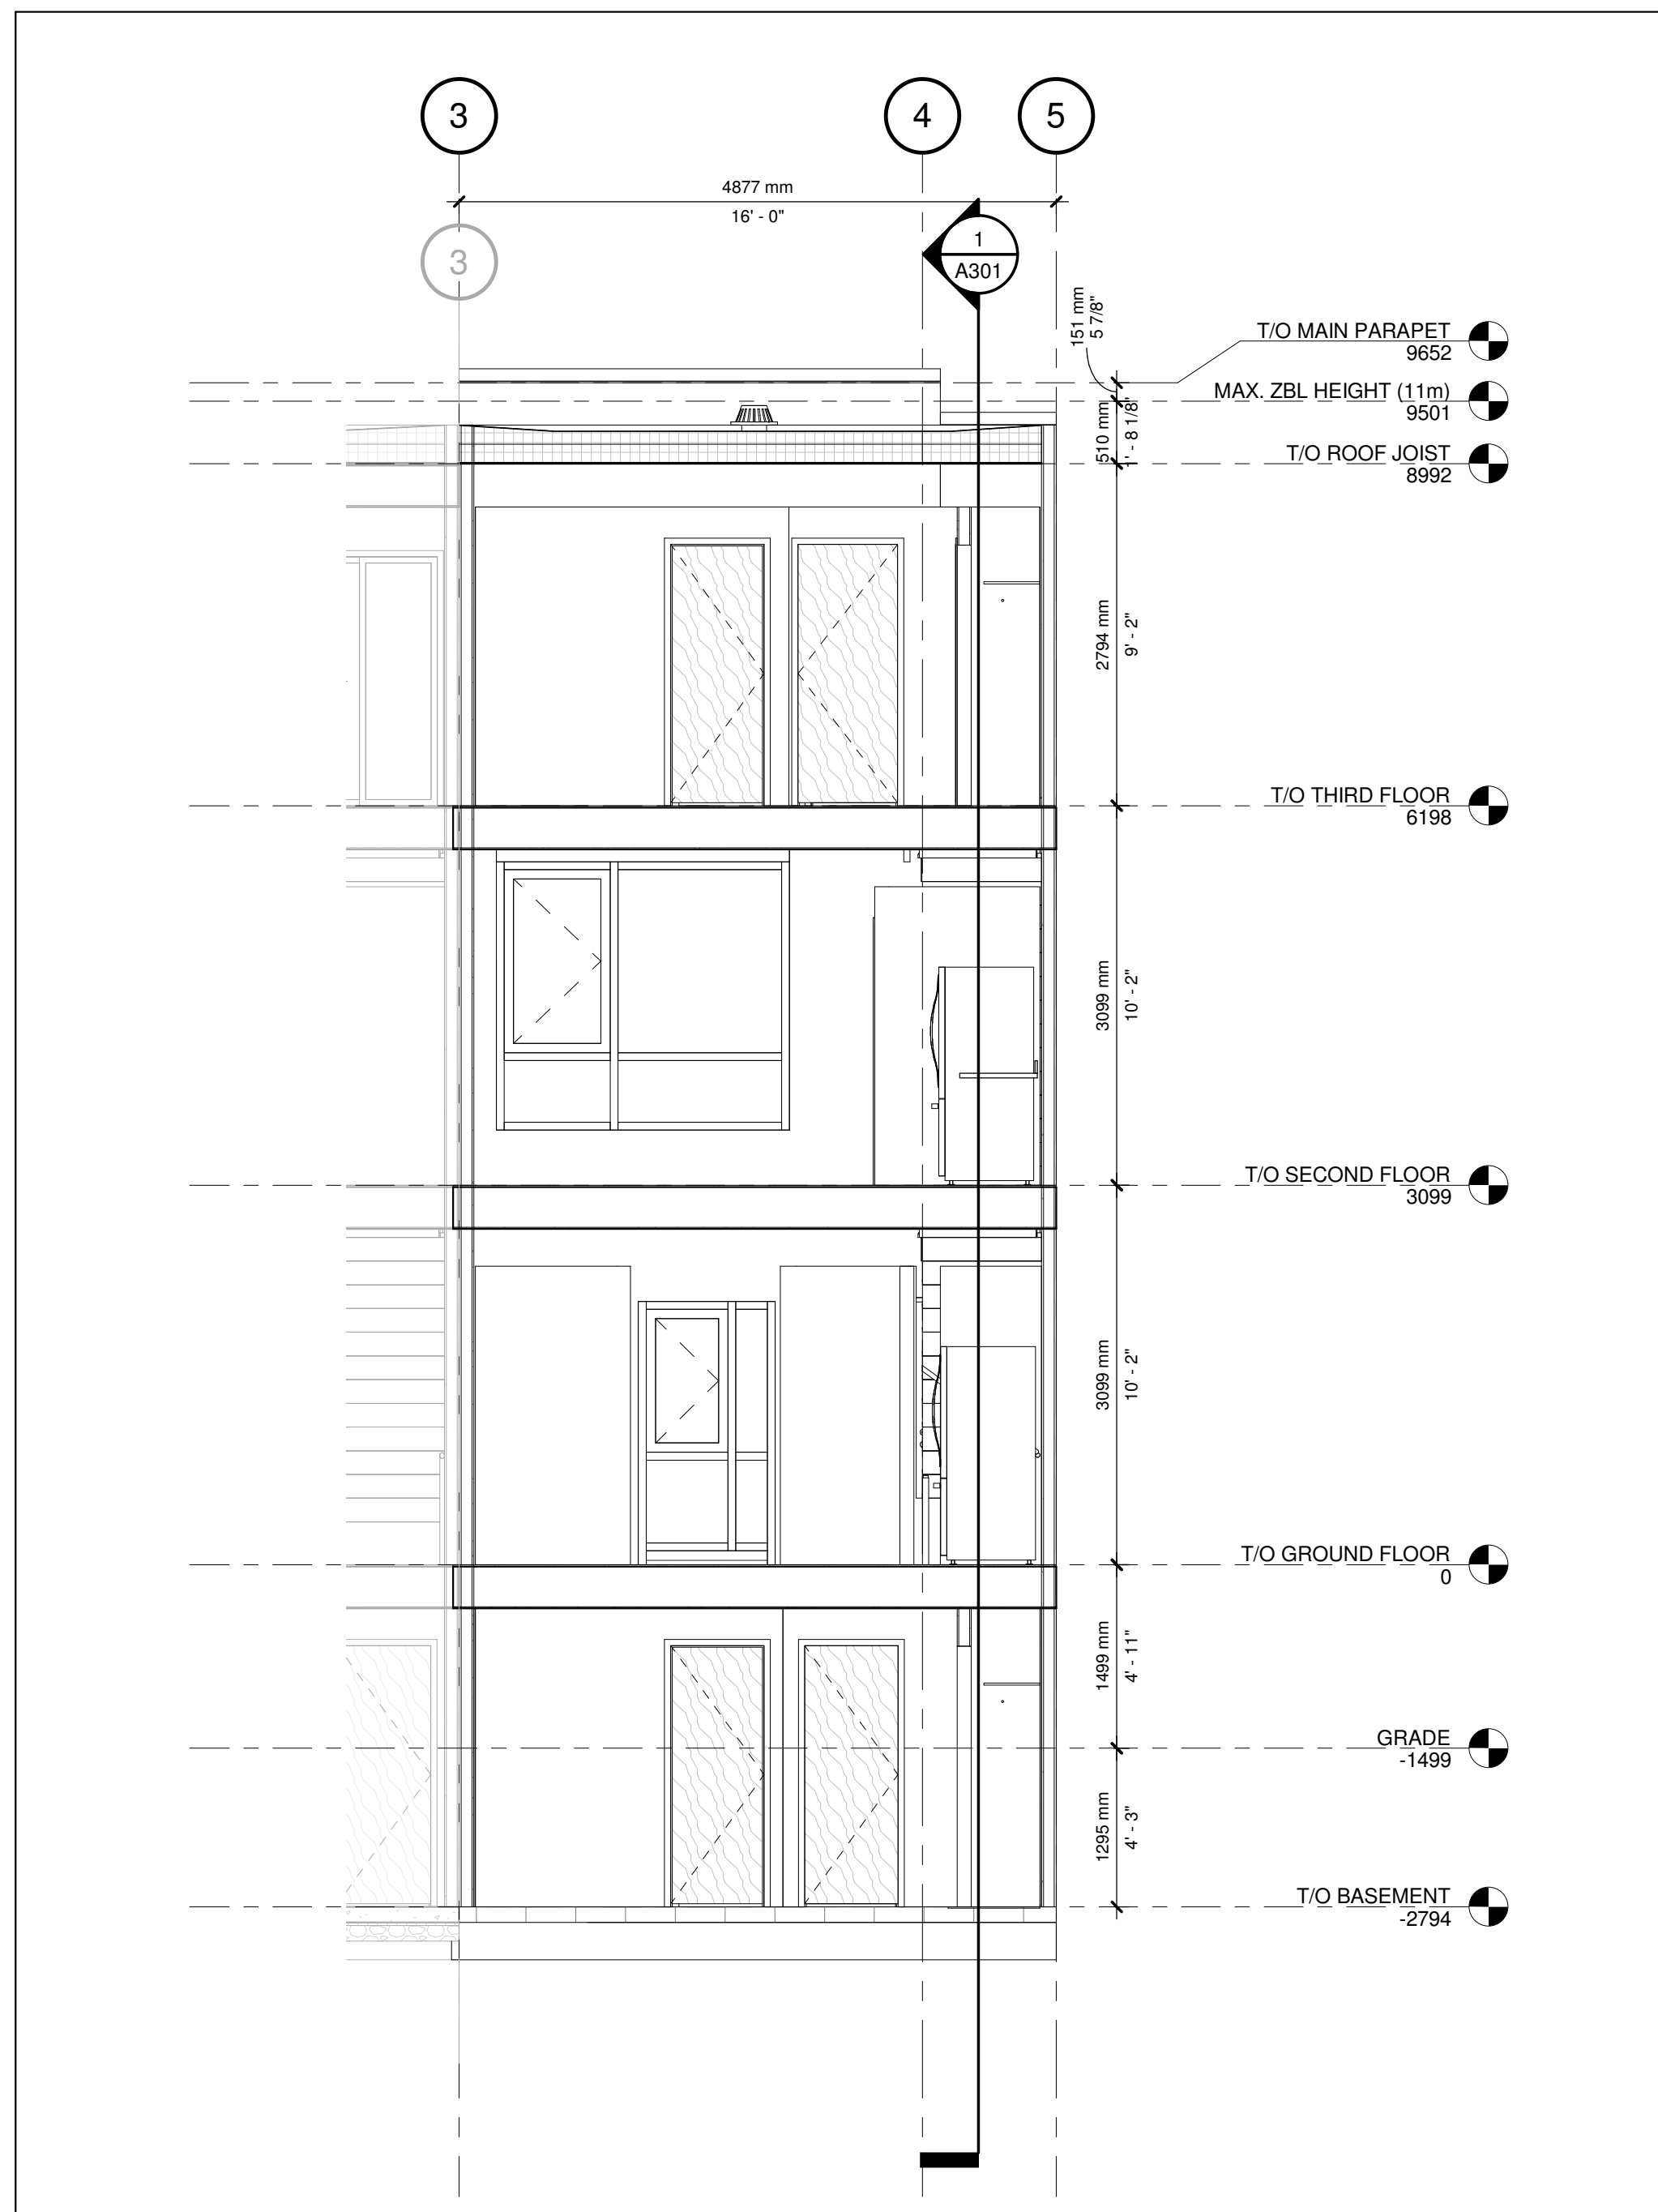 3
4
5
4877 mm
16' - 0"
3
1
A301
151 mm
5 7/8"
T/O MAIN PARAPET
9652
MAX. ZBL HEIGHT (11m)
9501
510 mm
1' - 8 1/8"
T/O ROOF JOIST
8992
2794 mm
9' - 2"
T/O THIRD FLOOR
6198
3099 mm
10' - 2"
T/O SECOND FLOOR
3099
3099 mm
10' - 2"
T/O GROUND FLOOR
0
1499 mm
4' - 11"
GRADE
-1499
1295 mm
4' - 3"
T/O BASEMENT
-2794